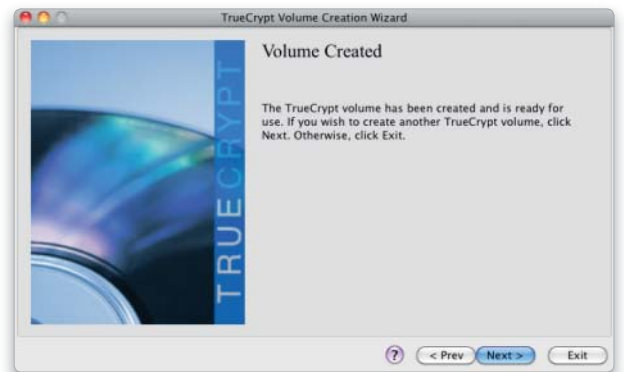 TrueCrypt Volume Creation Wizard
Volume Created
The TrueCrypt volume has been created and is ready for
use. If you wish to create another TrueCrypt volume, click
Next. Otherwise, click Exit.
TRUECRYPT
?
< Prev
Next >
Exit